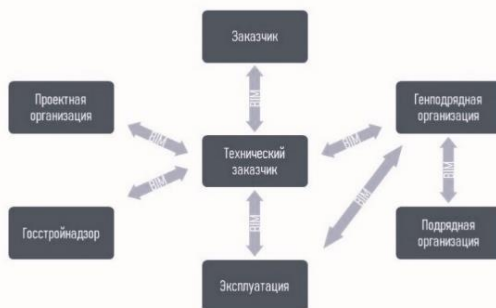 Заказчик
BIM
Проектная
организация
Генподрядная
организация
BIM
BIM
Технический
заказчик
BIM
BIM
BIM
BIM
Госстройнадзор
Подрядная
организация
Эксплуатация